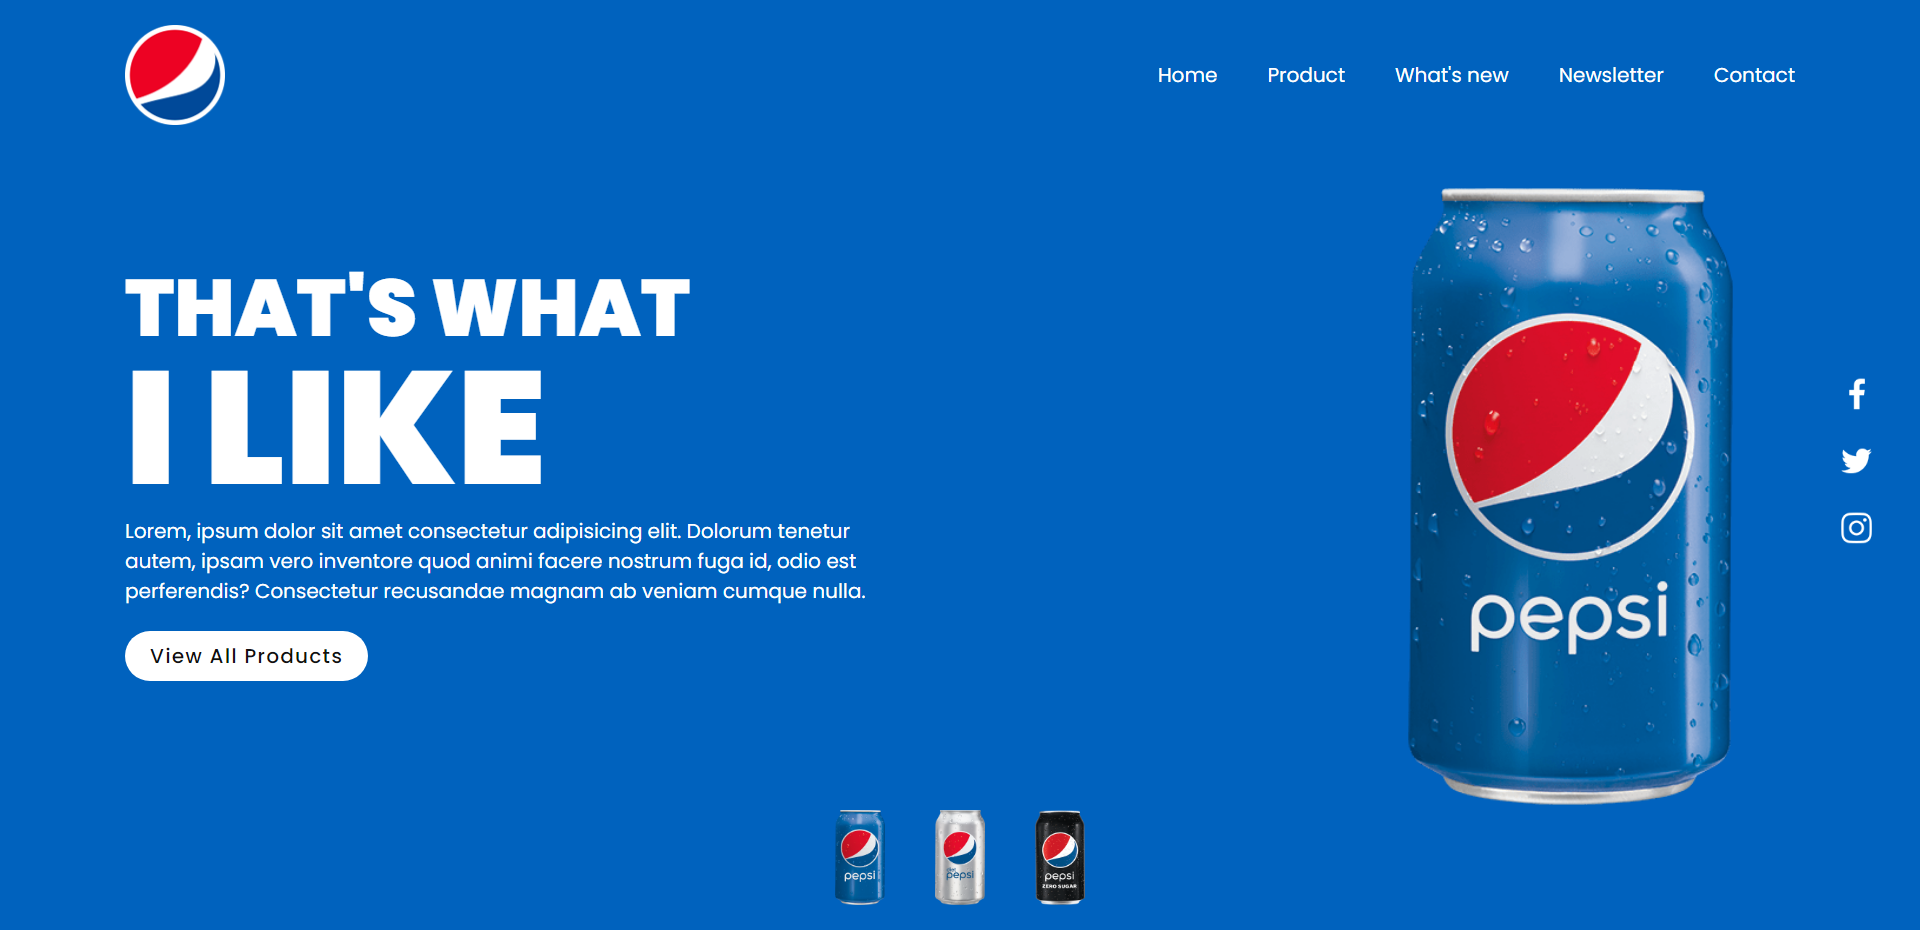 Home Product What's new Newsletter Contact
THAT'S WHAT
I LIKE
Lorem, ipsum dolor sit amet consectetur adipisicing elit. Dolorum tenetur
autem, ipsam vero inventore quod animi facere nostrum fuga id, odio est
perferendis? Consectetur recusandae magnam ab veniam cumque nulla.
View All Products
pepsi
pepsi
pepsi
pepsi
ZERO SUGAR